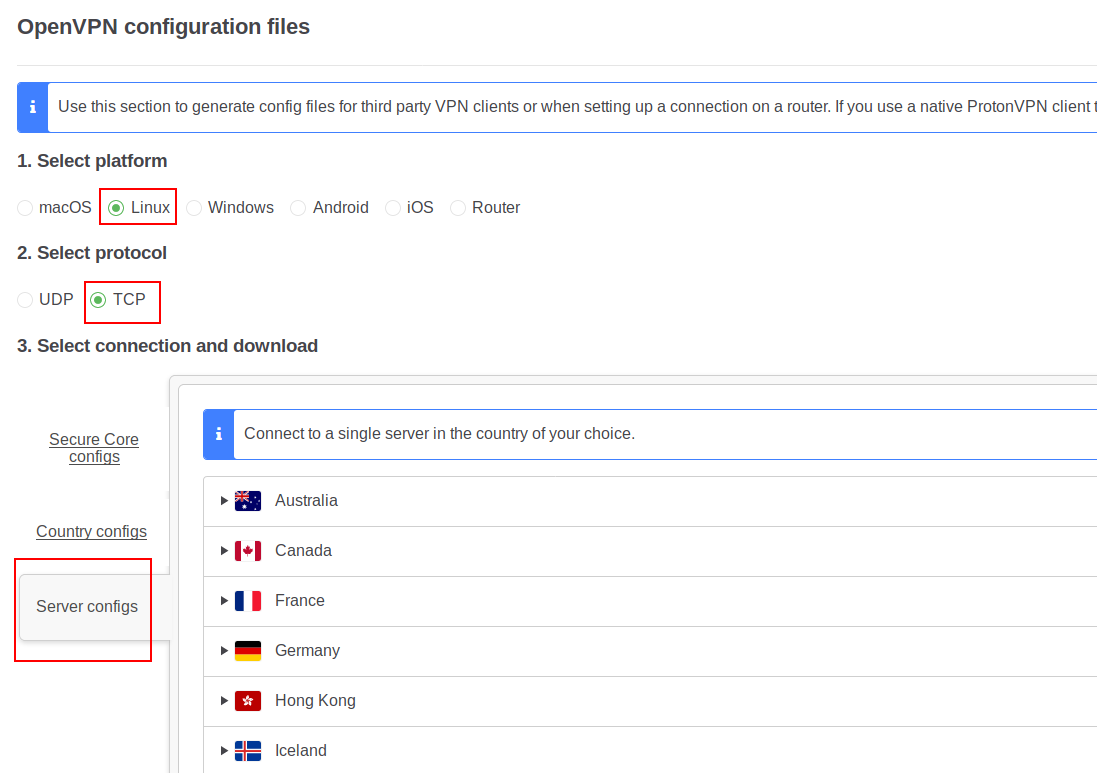 OpenVPN configuration files
i
Use this section to generate config files for third party VPN clients or when setting up a connection on a router. If you use a native ProtonVPN client t
1. Select platform
macOS Linux Windows Android iOS Router
2. Select protocol
UDP TCP
3. Select connection and download
Secure Core
configs
Country configs
Server configs
i
Connect to a single server in the country of your choice.
Australia
Canada
France
Germany
Hong Kong
Iceland